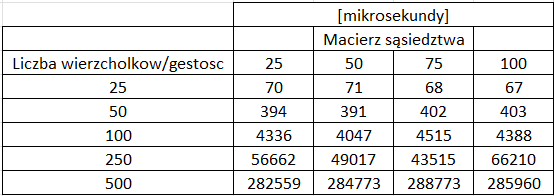 [mikrosekundy]
Macierz sąsiedztwa
Liczba wierzcholkow/gestosc 25 50 75 100
25 70 71 68 67
50 394 391 402 403
100 4336 4047 4515 4388
250 56662 49017 43515 66210
500 282559 284773 288773 285960